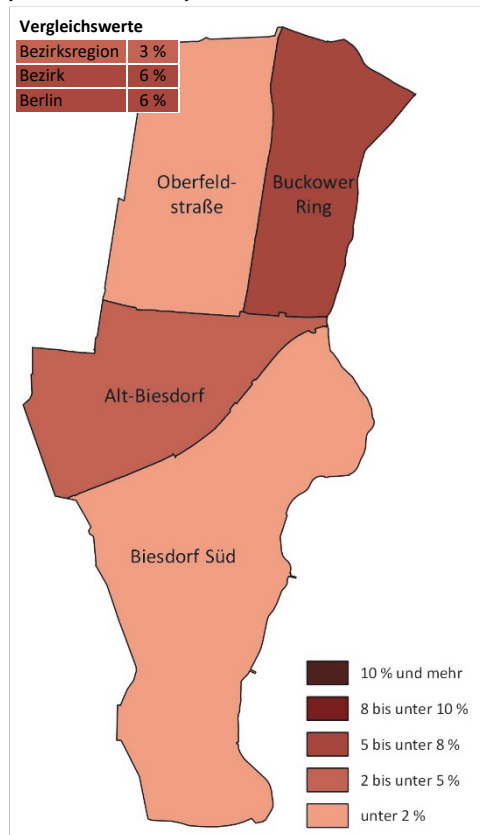 Vergleichswerte
Bezirksregion 3 %
Bezirk 6 %
Berlin 6 %
Oberfeld-
straße
Buckower
Ring
Alt-Biesdorf
Biesdorf Süd
10 % und mehr
8 bis unter 10 %
5 bis unter 8 %
2 bis unter 5 %
unter 2 %